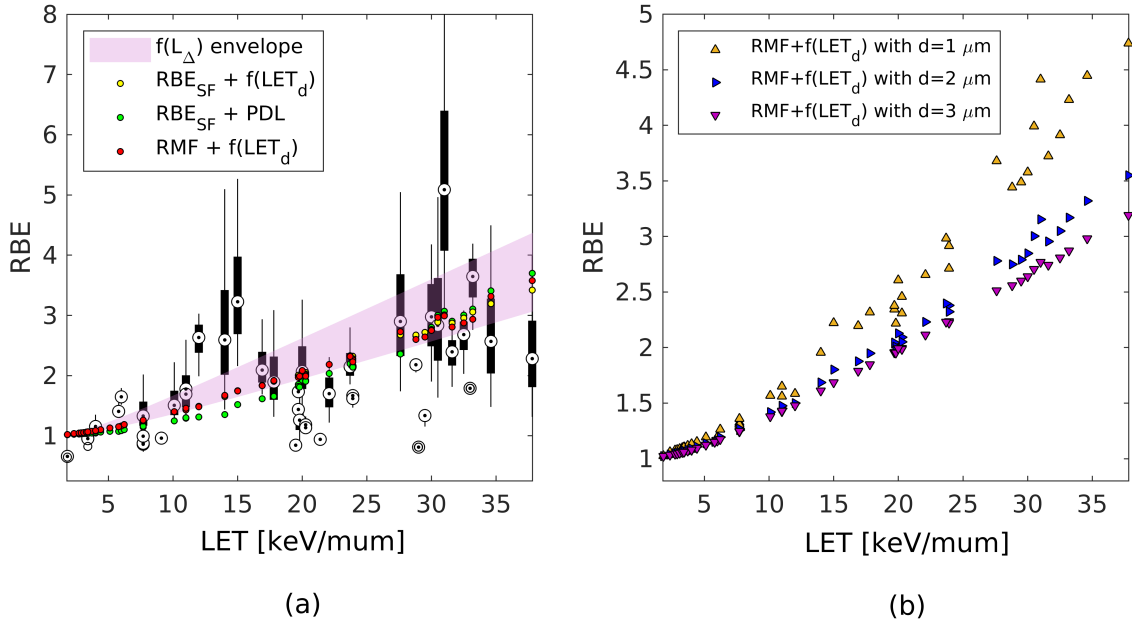 8
7
6
5
4
3
2
1
RBE
f(L_Δ) envelope
RBE_SF + f(LET_d)
RBE_SF + PDL
RMF + f(LET_d)
5 10 15 20 25 30 35
LET [keV/mum]
(a)
5
4.5
4
3.5
3
2.5
2
1.5
1
RBE
RMF+f(LET_d) with d=1 μm
RMF+f(LET_d) with d=2 μm
RMF+f(LET_d) with d=3 μm
5 10 15 20 25 30 35
LET [keV/mum]
(b)